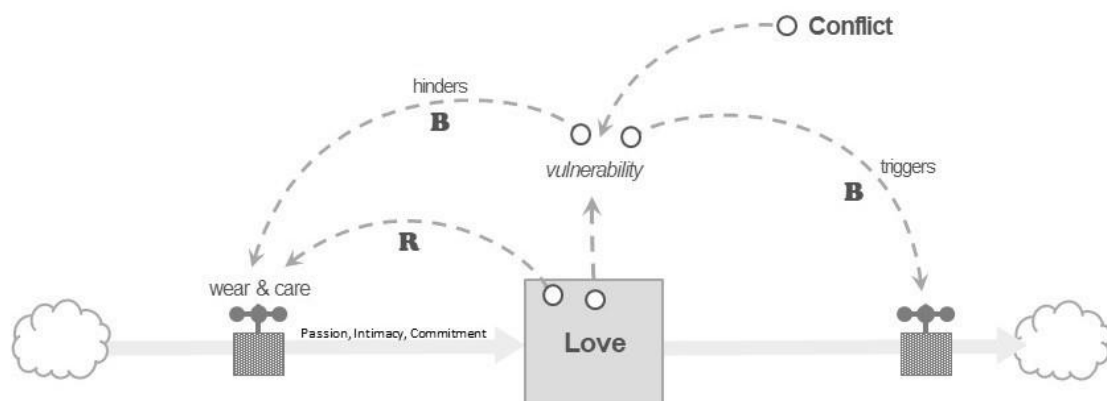 Conflict
hinders
B
vulnerability
triggers
B
R
wear & care
Passion, Intimacy, Commitment
Love